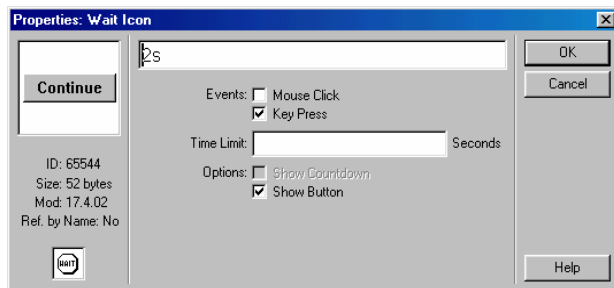 Properties: Wait Icon
2s
OK
Cancel
Continue
Events: Mouse Click
Key Press
Time Limit: Seconds
Options: Show Countdown
Show Button
ID: 65544
Size: 52 bytes
Mod: 17.4.02
Ref. by Name: No
WAIT
Help